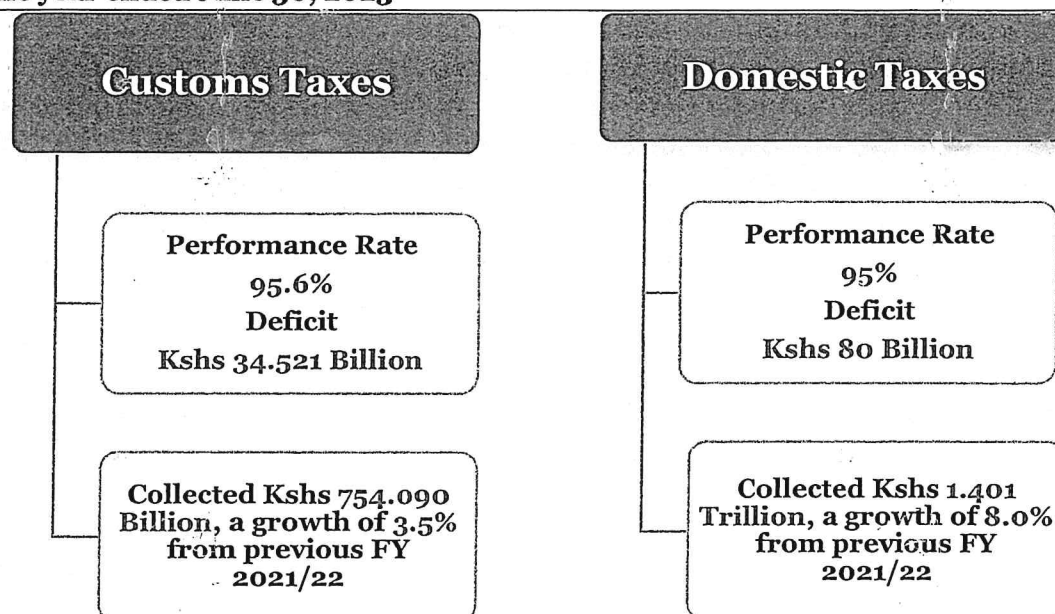 Customs Taxes
Performance Rate
95.6%
Deficit
Kshs 34.521 Billion
Collected Kshs 754.090
Billion, a growth of 3.5%
from previous FY
2021/22
Domestic Taxes
Performance Rate
95%
Deficit
Kshs 80 Billion
Collected Kshs 1.401
Trillion, a growth of 8.0%
from previous FY
2021/22